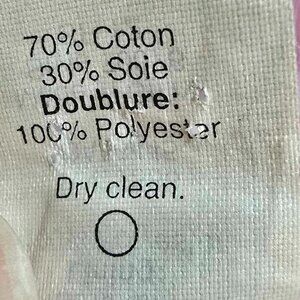 70% Coton
30% Soie
Doublure:
100% Polyester
Dry clean.